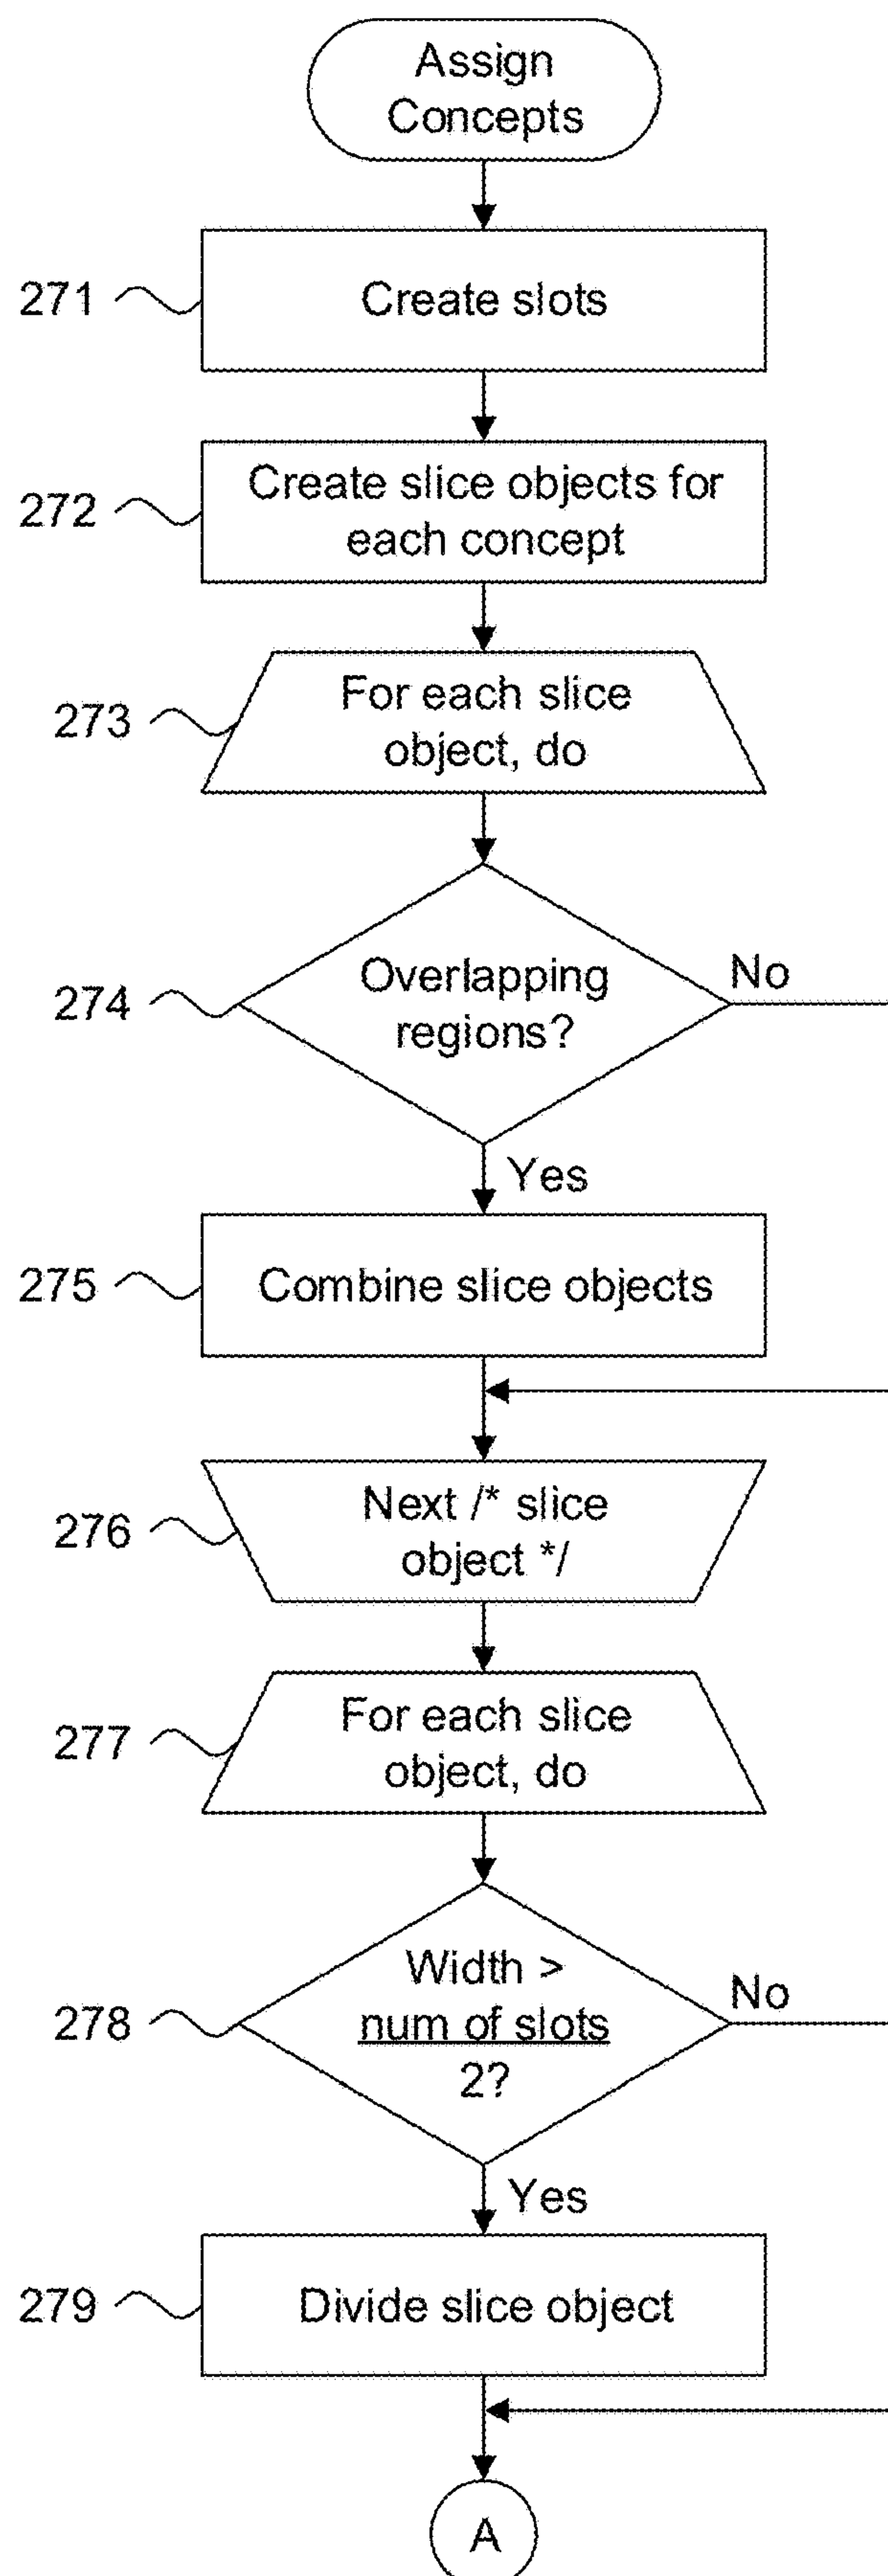 Assign
Concepts
271
Create slots
272
Create slice objects for
each concept
273
For each slice
object, do
274
Overlapping
regions?
No
Yes
275
Combine slice objects
276
Next /* slice
object */
277
For each slice
object, do
278
Width >
num of slots
2?
No
Yes
279
Divide slice object
A